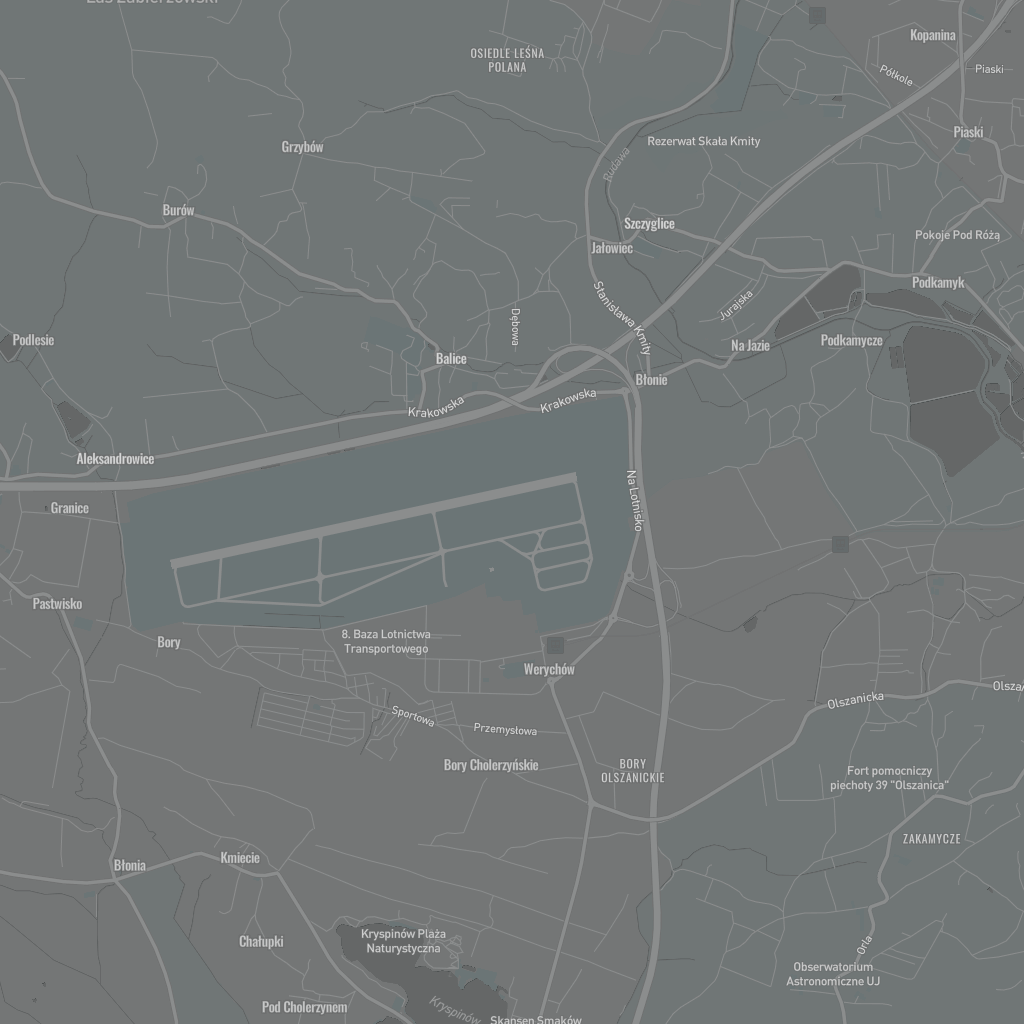 Las Zabierzowski
Kopanina
OSIEDLE LEŚNA
POLANA
Półkole
Piaski
Piaski
Rezerwat Skała Kmity
Grzybów
Rudawa
Burów
Szczyglice
Pokoje Pod Różą
Jałowiec
Podkamyk
Stanisława Kmity
Jurajska
Dębowa
Podlesie
Na Jazie
Podkamycze
Balice
Błonie
Krakowska
Krakowska
Aleksandrowice
Na Lotnisko
Granice
Pastwisko
8. Baza Lotnictwa
Transportowego
Bory
Werychów
Olszanicka
Sportowa
Przemysłowa
Bory Cholerzyńskie
BORY
OLSZANICKIE
Fort pomocniczy
piechoty 39 "Olszanica"
ZAKAMYCZE
Błonia
Kmiecie
Chałupki
Kryspinów Plaża
Naturystyczna
Orla
Obserwatorium
Astronomiczne UJ
Pod Cholerzynem
Kryspinów
Skansen Smaków